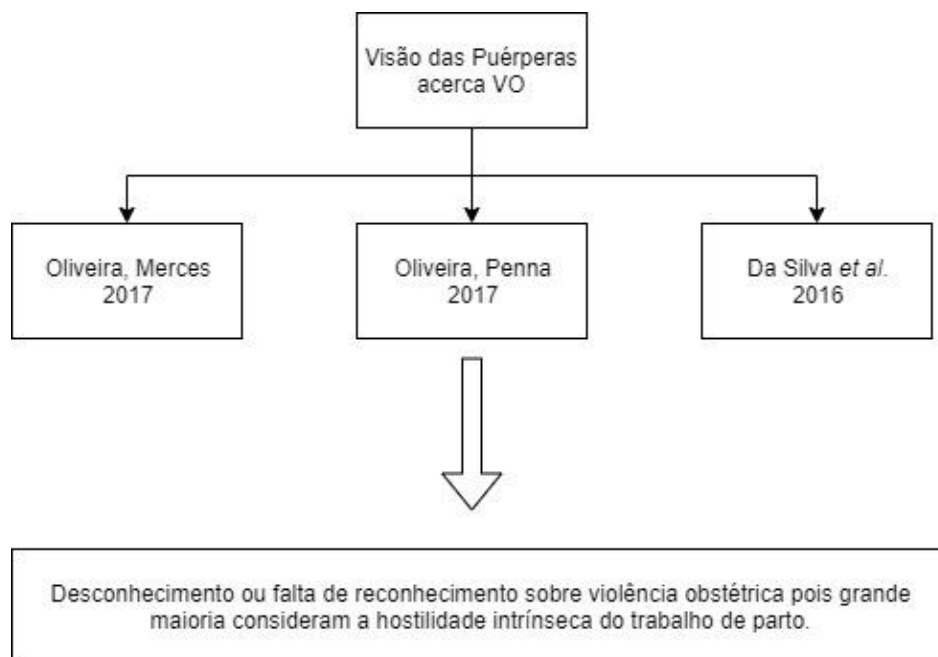 Visão das Puérperas
acerca VO
Oliveira, Merces
2017
Oliveira, Penna
2017
Da Silva et al.
2016
Desconhecimento ou falta de reconhecimento sobre violência obstétrica pois grande
maioria consideram a hostilidade intrínseca do trabalho de parto.